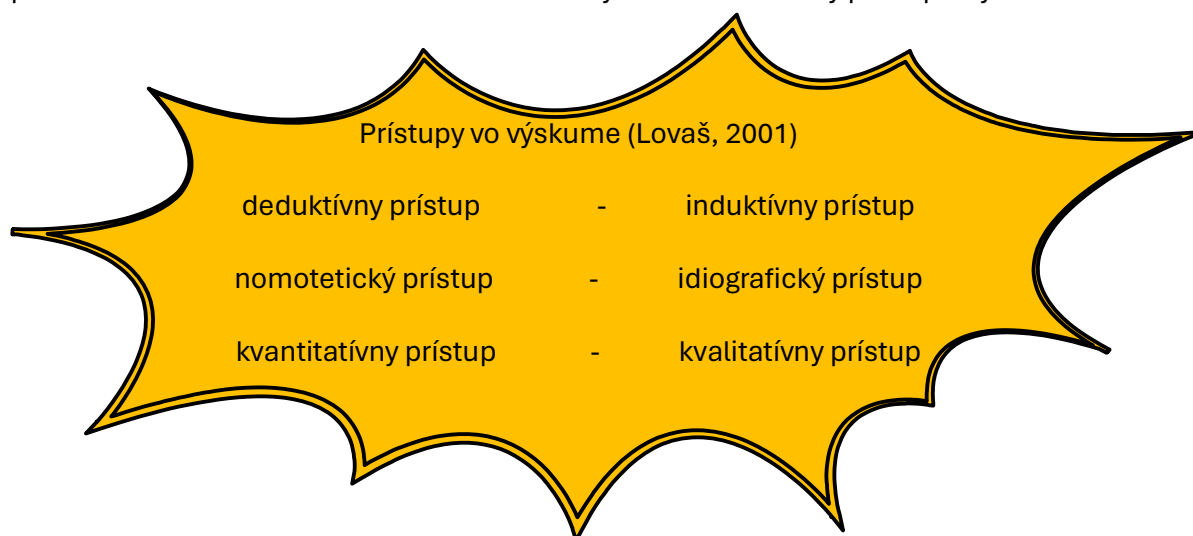 Prístupy vo výskume (Lovaš, 2001)
deduktívny prístup - induktívny prístup
nomotetický prístup - idiografický prístup
kvantitatívny prístup - kvalitatívny prístup